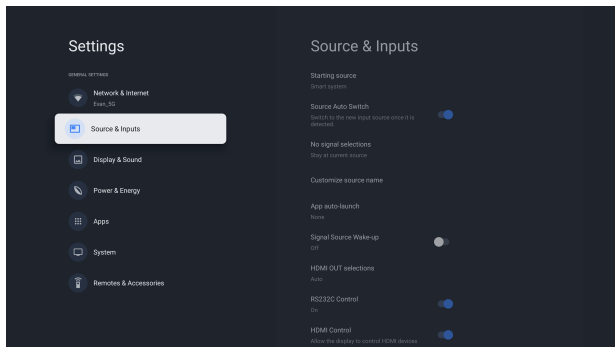 Settings
GENERAL SETTINGS
Network & Internet
Evan_5G
Source & Inputs
Display & Sound
Power & Energy
Apps
System
Remotes & Accessories
Source & Inputs
Starting source
Smart system
Source Auto Switch
Switch to the new input source once it is
detected.
No signal selections
Stay at current source
Customize source name
App auto-launch
None
Signal Source Wake-up
Off
HDMI OUT selections
Auto
RS232C Control
On
HDMI Control
Allow the display to control HDMI devices